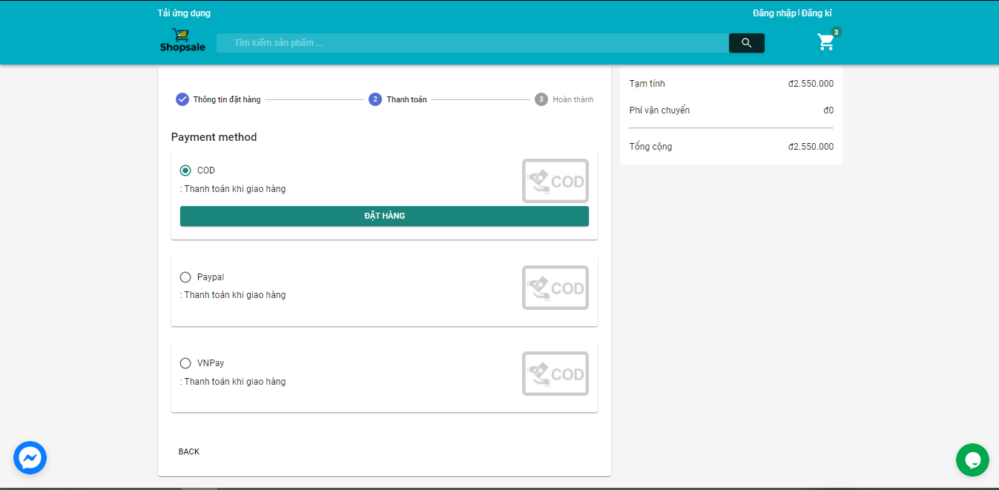 Tải ứng dụng
Đăng nhập | Đăng kí
Shopsale
Tìm kiếm sản phẩm ...
3
Thông tin đặt hàng
2 Thanh toán
3 Hoàn thành
Payment method
COD
: Thanh toán khi giao hàng
COD
ĐẶT HÀNG
Paypal
: Thanh toán khi giao hàng
COD
VNPay
: Thanh toán khi giao hàng
COD
BACK
Tạm tính đ2.550.000
Phí vận chuyển đ0
Tổng cộng đ2.550.000